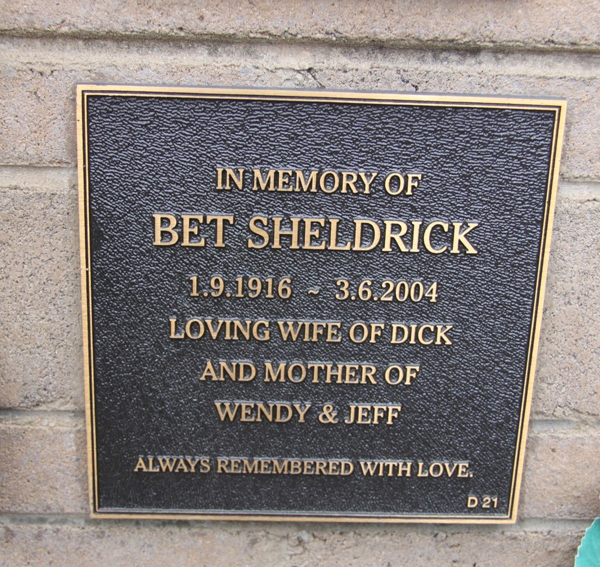 IN MEMORY OF
BET SHELDRICK
1.9.1916 ~ 3.6.2004
LOVING WIFE OF DICK
AND MOTHER OF
WENDY & JEFF
ALWAYS REMEMBERED WITH LOVE.
D 21